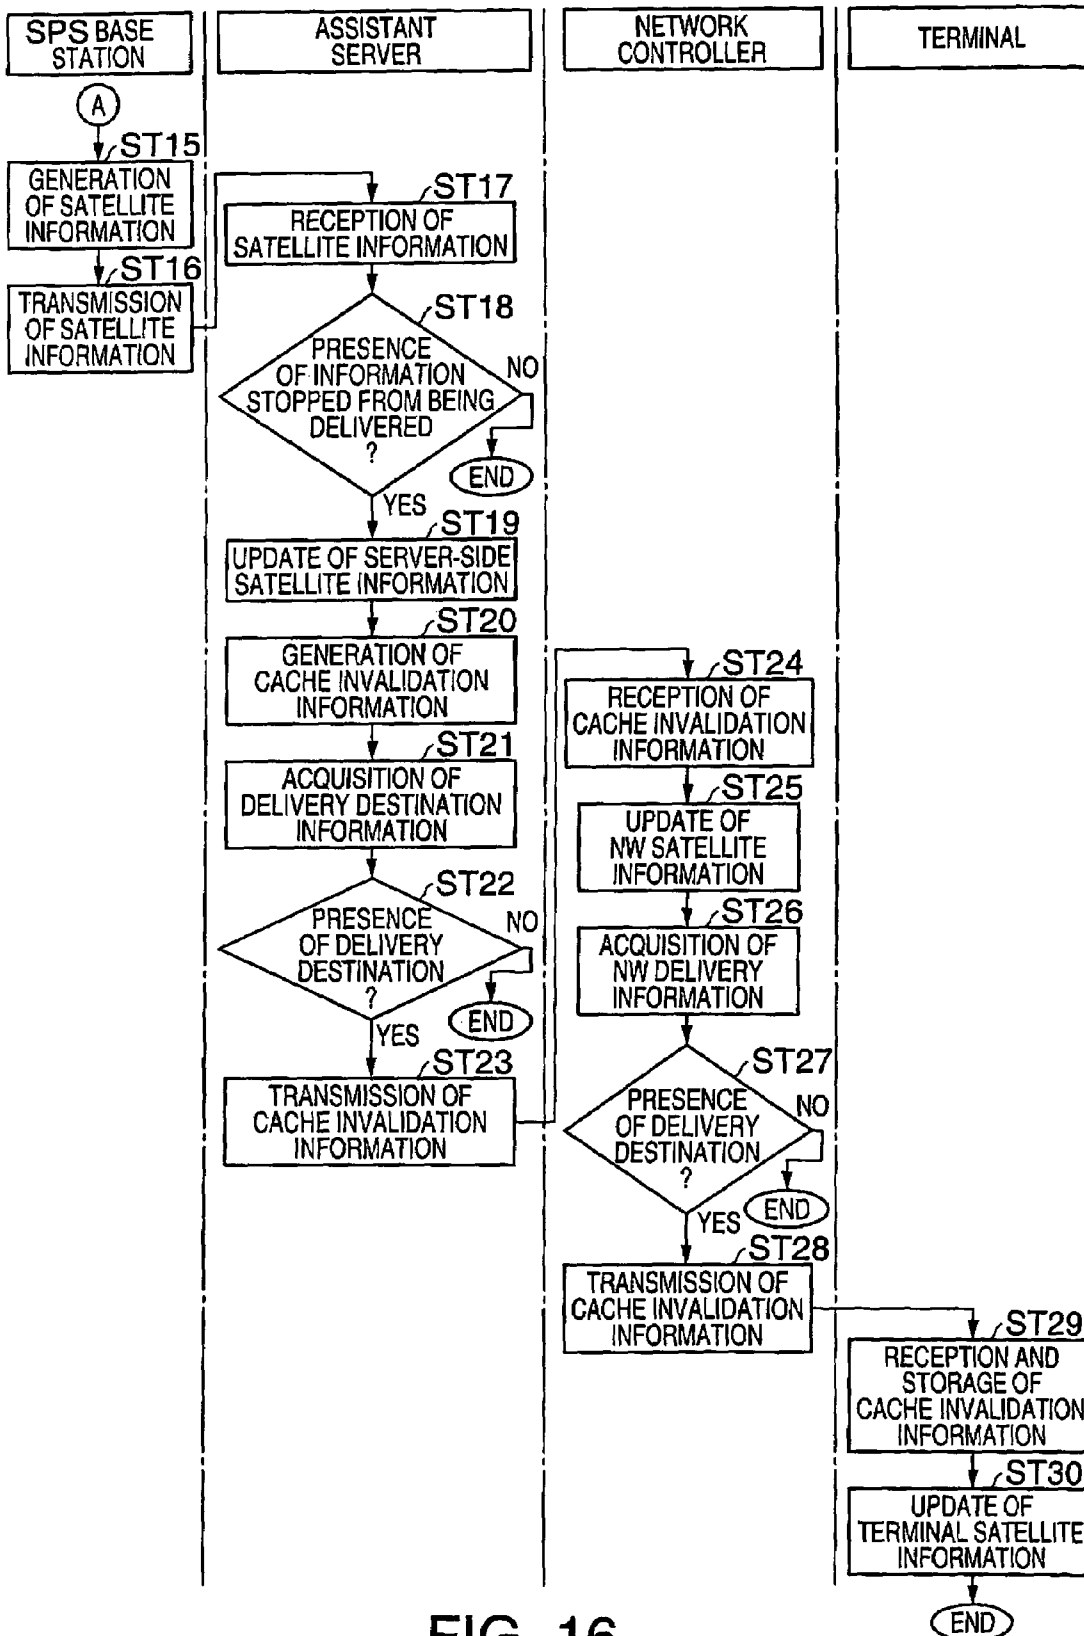 SPS BASE
STATION
ASSISTANT
SERVER
NETWORK
CONTROLLER
TERMINAL
A
ST15
GENERATION
OF SATELLITE
INFORMATION
ST16
TRANSMISSION
OF SATELLITE
INFORMATION
ST17
RECEPTION OF
SATELLITE INFORMATION
ST18
PRESENCE
OF INFORMATION
STOPPED FROM BEING
DELIVERED
?
NO
END
YES
ST19
UPDATE OF SERVER-SIDE
SATELLITE INFORMATION
ST20
GENERATION OF
CACHE INVALIDATION
INFORMATION
ST21
ACQUISITION OF
DELIVERY DESTINATION
INFORMATION
ST22
PRESENCE
OF DELIVERY
DESTINATION
?
NO
END
YES
ST23
TRANSMISSION OF
CACHE INVALIDATION
INFORMATION
ST24
RECEPTION OF
CACHE INVALIDATION
INFORMATION
ST25
UPDATE OF
NW SATELLITE
INFORMATION
ST26
ACQUISITION OF
NW DELIVERY
INFORMATION
ST27
PRESENCE
OF DELIVERY
DESTINATION
?
NO
END
YES
ST28
TRANSMISSION OF
CACHE INVALIDATION
INFORMATION
ST29
RECEPTION AND
STORAGE OF
CACHE INVALIDATION
INFORMATION
ST30
UPDATE OF
TERMINAL SATELLITE
INFORMATION
END
FIG. 16